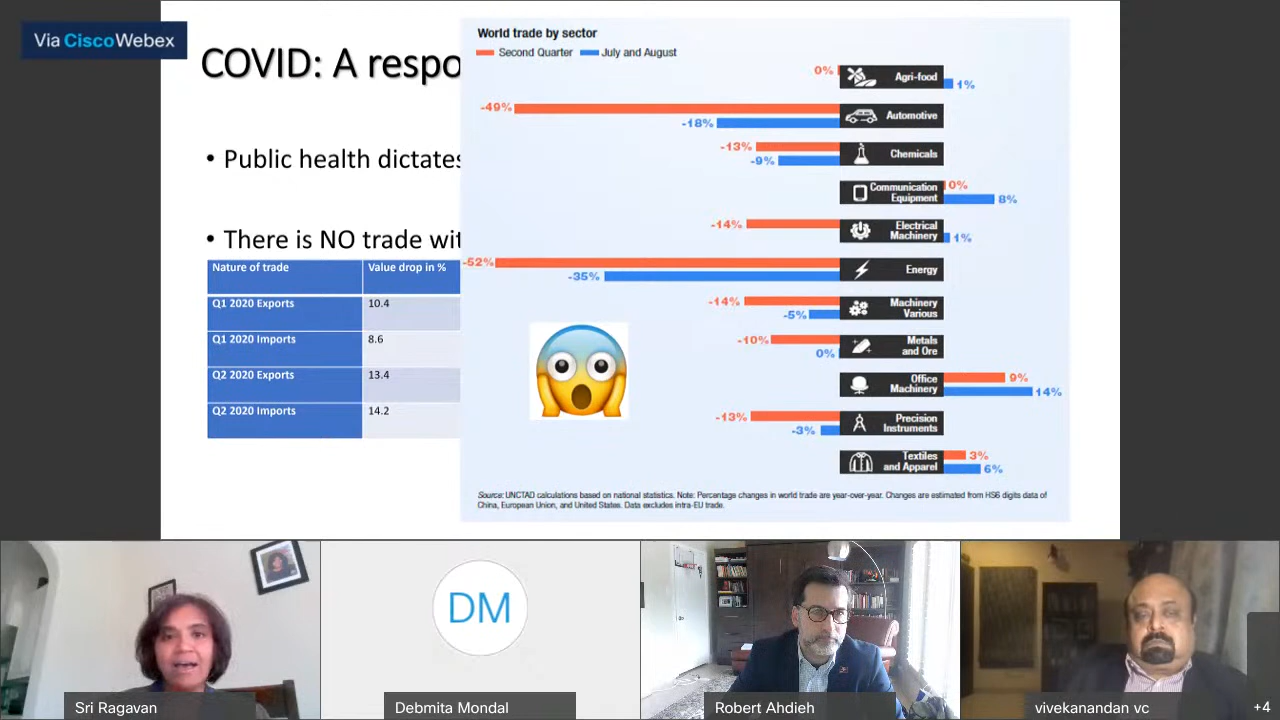 Via Cisco Webex
COVID: A respo
• Public health dictates
• There is NO trade wit
Nature of trade Value drop in %
Q1 2020 Exports 10.4
Q1 2020 Imports 8.6
Q2 2020 Exports 13.4
Q2 2020 Imports 14.2
World trade by sector
Second Quarter July and August
0% Agri-food 1%
-49% Automotive
-18%
-13% Chemicals
-9%
Communication 0%
Equipment 8%
-14% Electrical
Machinery 1%
-52% Energy
-35%
-14% Machinery
-5% Various
-10% Metals
0% and Ore
Office 9%
Machinery 14%
-13% Precision
-3% Instruments
Textiles 3%
and Apparel 6%
Source: UNCTAD calculations based on national statistics. Note: Percentage changes in world trade are year-over-year. Changes are estimated from HS6 digits data of
China, European Union, and United States. Data excludes intra-EU trade.
DM
Sri Ragavan
Debmita Mondal
Robert Ahdieh
vivekanandan vc
+4